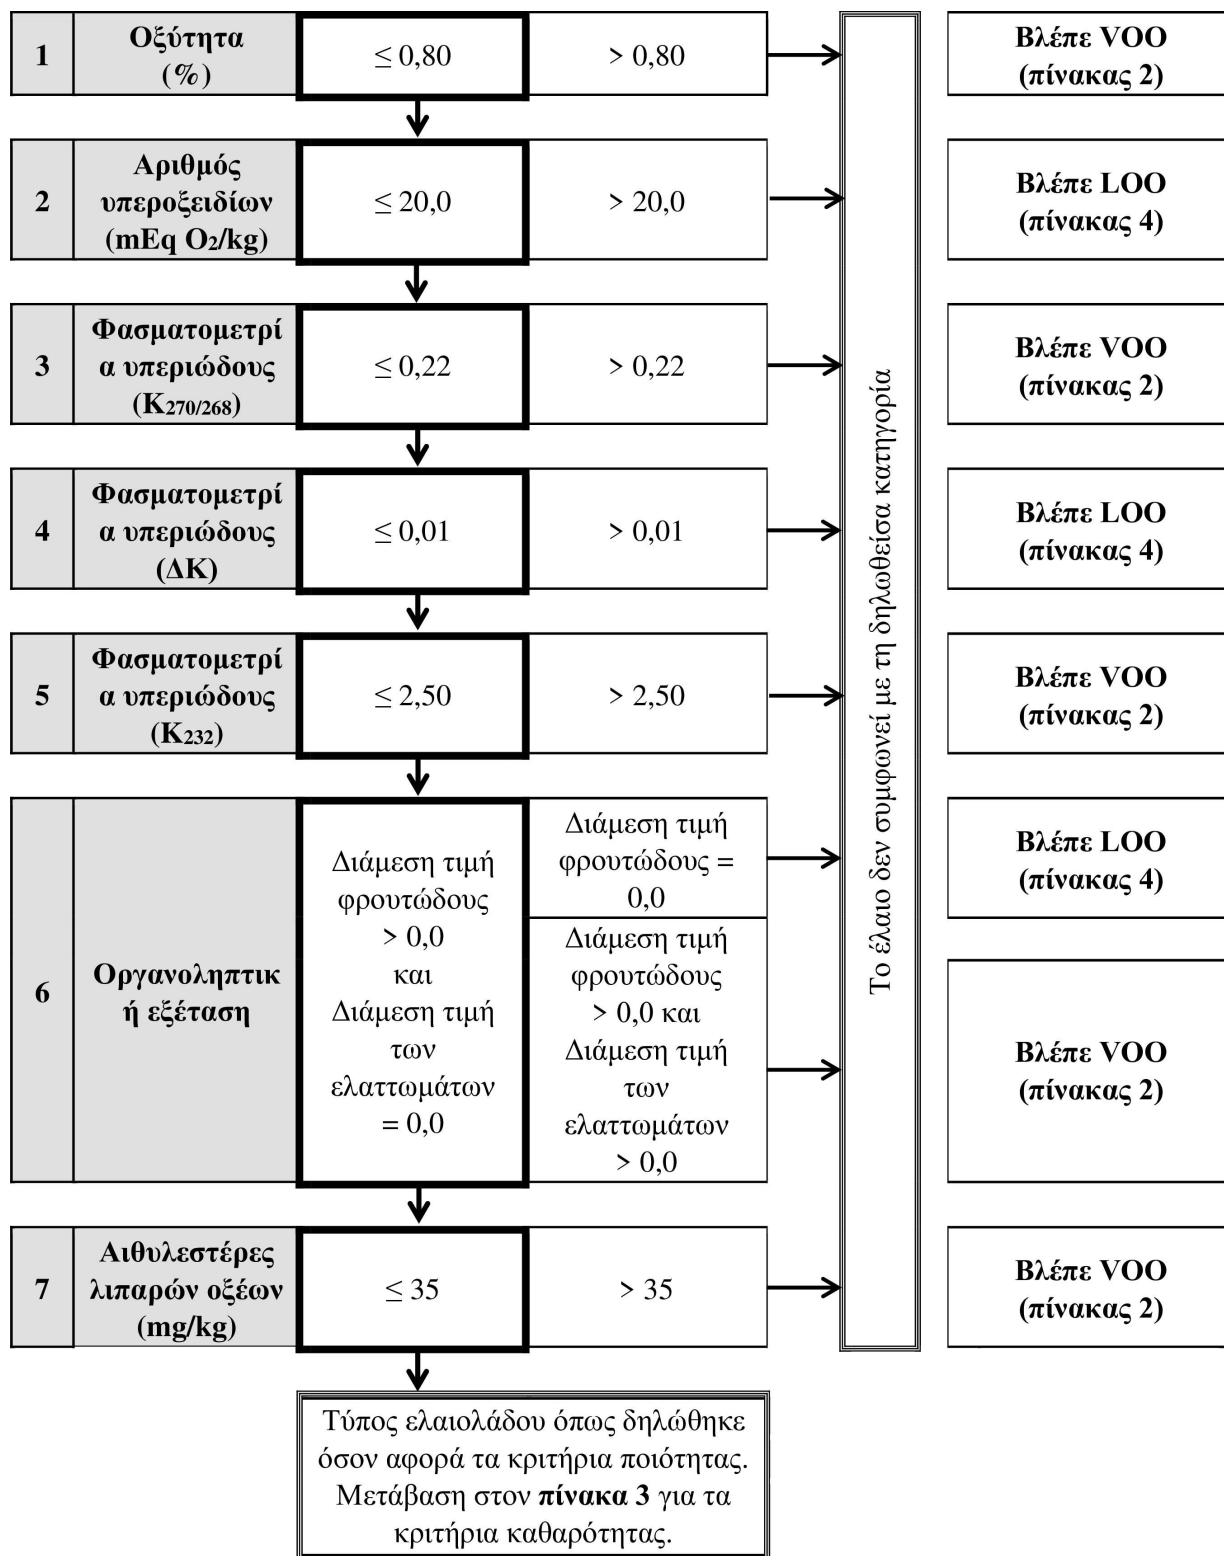 1
Οξύτητα
(%)
≤ 0,80
> 0,80
Βλέπε VOO
(πίνακας 2)
2
Αριθμός
υπεροξειδίων
(mEq O₂/kg)
≤ 20,0
> 20,0
Βλέπε LOO
(πίνακας 4)
3
Φασματομετρί
α υπεριώδους
(K₂₇₀/₂₆₈)
≤ 0,22
> 0,22
Βλέπε VOO
(πίνακας 2)
4
Φασματομετρί
α υπεριώδους
(ΔK)
≤ 0,01
> 0,01
Βλέπε LOO
(πίνακας 4)
5
Φασματομετρί
α υπεριώδους
(K₂₃₂)
≤ 2,50
> 2,50
Βλέπε VOO
(πίνακας 2)
6
Οργανοληπτικ
ή εξέταση
Διάμεση τιμή
φρουτώδους
> 0,0
και
Διάμεση τιμή
των
ελαττωμάτων
= 0,0
Διάμεση τιμή
φρουτώδους =
0,0
Βλέπε LOO
(πίνακας 4)
Διάμεση τιμή
φρουτώδους
> 0,0 και
Διάμεση τιμή
των
ελαττωμάτων
> 0,0
Βλέπε VOO
(πίνακας 2)
7
Αιθυλεστέρες
λιπαρών οξέων
(mg/kg)
≤ 35
> 35
Βλέπε VOO
(πίνακας 2)
Το έλαιο δεν συμφωνεί με τη δηλωθείσα κατηγορία
Τύπος ελαιολάδου όπως δηλώθηκε
όσον αφορά τα κριτήρια ποιότητας.
Μετάβαση στον πίνακα 3 για τα
κριτήρια καθαρότητας.